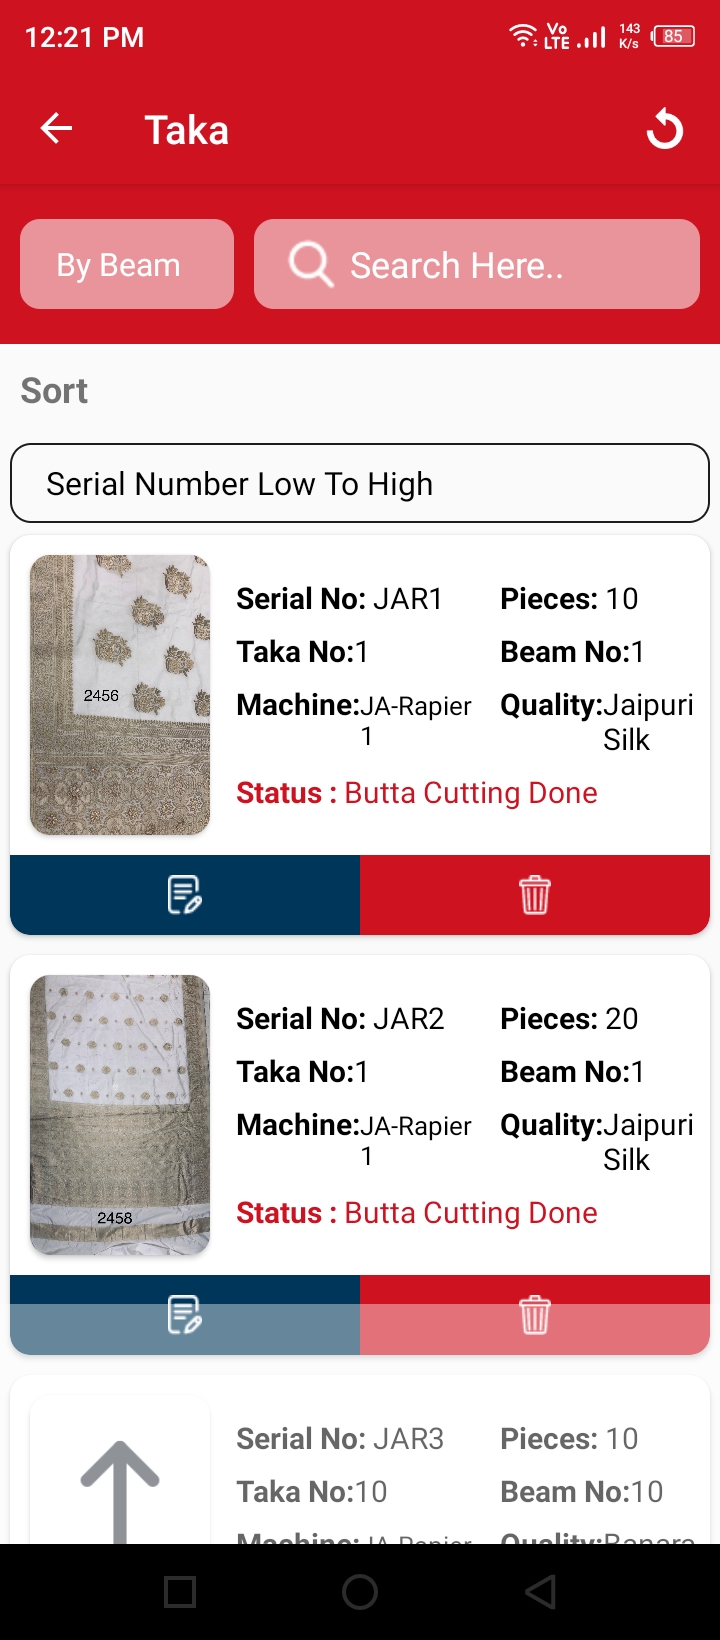 12:21 PM
Vo LTE 143 K/s 85
Taka
By Beam
Search Here..
Sort
Serial Number Low To High
Serial No: JAR1 Pieces: 10
Taka No:1 Beam No:1
Machine:JA-Rapier 1 Quality:Jaipuri Silk
2456
Status : Butta Cutting Done
Serial No: JAR2 Pieces: 20
Taka No:1 Beam No:1
Machine:JA-Rapier 1 Quality:Jaipuri Silk
2458
Status : Butta Cutting Done
Serial No: JAR3 Pieces: 10
Taka No:10 Beam No:10
Machine:JA-Rapier Quality:Banara